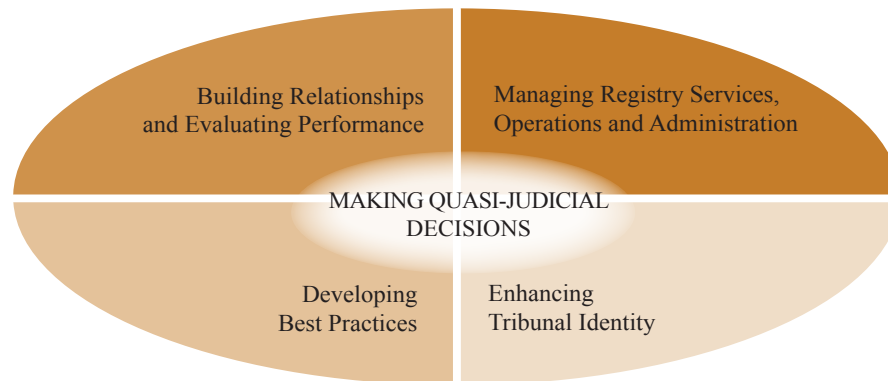 Building Relationships
and Evaluating Performance
Managing Registry Services,
Operations and Administration
MAKING QUASI-JUDICIAL
DECISIONS
Developing
Best Practices
Enhancing
Tribunal Identity